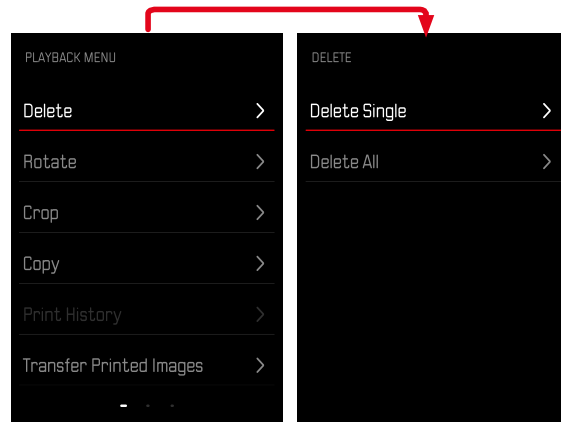 PLAYBACK MENU
Delete
Rotate
Crop
Copy
Print History
Transfer Printed Images
DELETE
Delete Single
Delete All